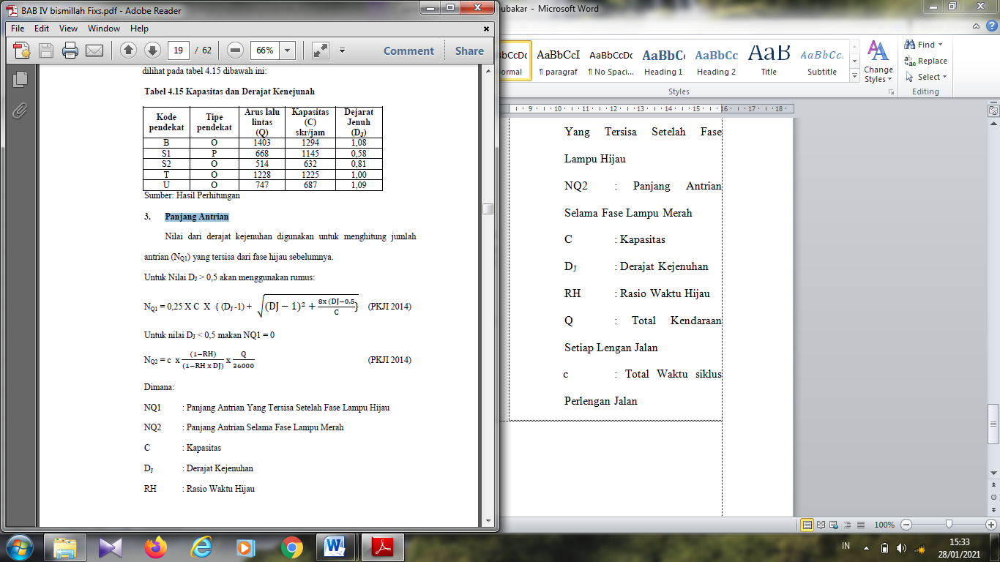 BAB IV bismillah Fixs.pdf - Adobe Reader
File Edit View Window Help
19 / 62 66% Comment Share
dilihat pada tabel 4.15 dibawah ini:
Tabel 4.15 Kapasitas dan Derajat Kenejunah
Kode pendekat Tipe pendekat Arus lalu lintas (Q) Kapasitas (C) skr/jam Dejarat Jenuh (DJ)
B O 1403 1294 1,08
S1 P 668 1145 0,58
S2 O 514 632 0,81
T O 1228 1225 1,00
U O 747 687 1,09
Sumber: Hasil Perhitungan
3. Panjang Antrian
Nilai dari derajat kejenuhan digunakan untuk menghitung jumlah
antrian (NQ1) yang tersisa dari fase hijau sebelumnya.
Untuk Nilai DJ > 0,5 akan menggunakan rumus:
NQ1 = 0,25 X C X { (DJ -1) + √(DJ − 1)² + 8x (DJ−0,5 / C } (PKJI 2014)
Untuk nilai DJ < 0,5 makan NQ1 = 0
NQ2 = c x (1−RH) / (1−RH x DJ) x Q / 36000 (PKJI 2014)
Dimana:
NQ1 : Panjang Antrian Yang Tersisa Setelah Fase Lampu Hijau
NQ2 : Panjang Antrian Selama Fase Lampu Merah
C : Kapasitas
DJ : Derajat Kejenuhan
RH : Rasio Waktu Hijau
ubakar - Microsoft Word
AaBbCcDc AaBbCcI AaBbCcDc AaBbC AaBbCc AaB AaBbCc.
ormal ¶ paragraf ¶ No Spaci... Heading 1 Heading 2 Title Subtitle
Change Styles
Find
Replace
Select
Styles Editing
9 10 11 12 13 14 15 16 17 18
Yang Tersisa Setelah Fase
Lampu Hijau
NQ2 : Panjang Antrian
Selama Fase Lampu Merah
C : Kapasitas
DJ : Derajat Kejenuhan
RH : Rasio Waktu Hijau
Q : Total Kendaraan
Setiap Lengan Jalan
c : Total Waktu siklus
Perlengan Jalan
100%
IN
15:33
28/01/2021